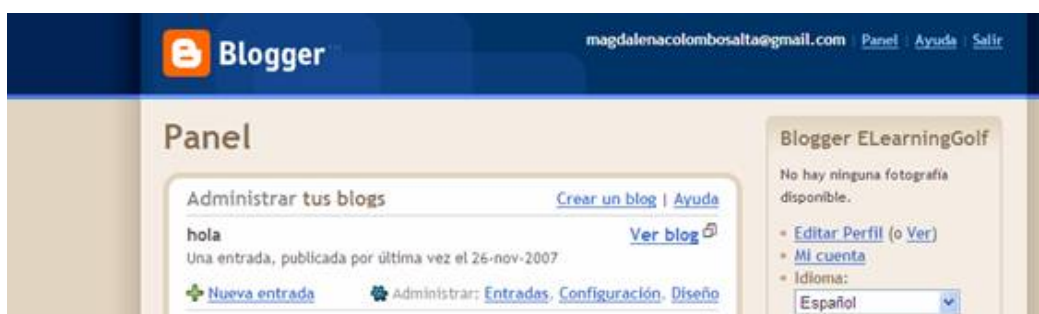 Blogger
magdalenacolombosalta@gmail.com | Panel | Ayuda | Salir
Panel
Administrar tus blogs
Crear un blog | Ayuda
hola
Ver blog
Una entrada, publicada por última vez el 26-nov-2007
Nueva entrada
Administrar: Entradas, Configuración, Diseño
Blogger ELearningGolf
No hay ninguna fotografía
disponible.
Editar Perfil (o Ver)
Mi cuenta
Idioma:
Español